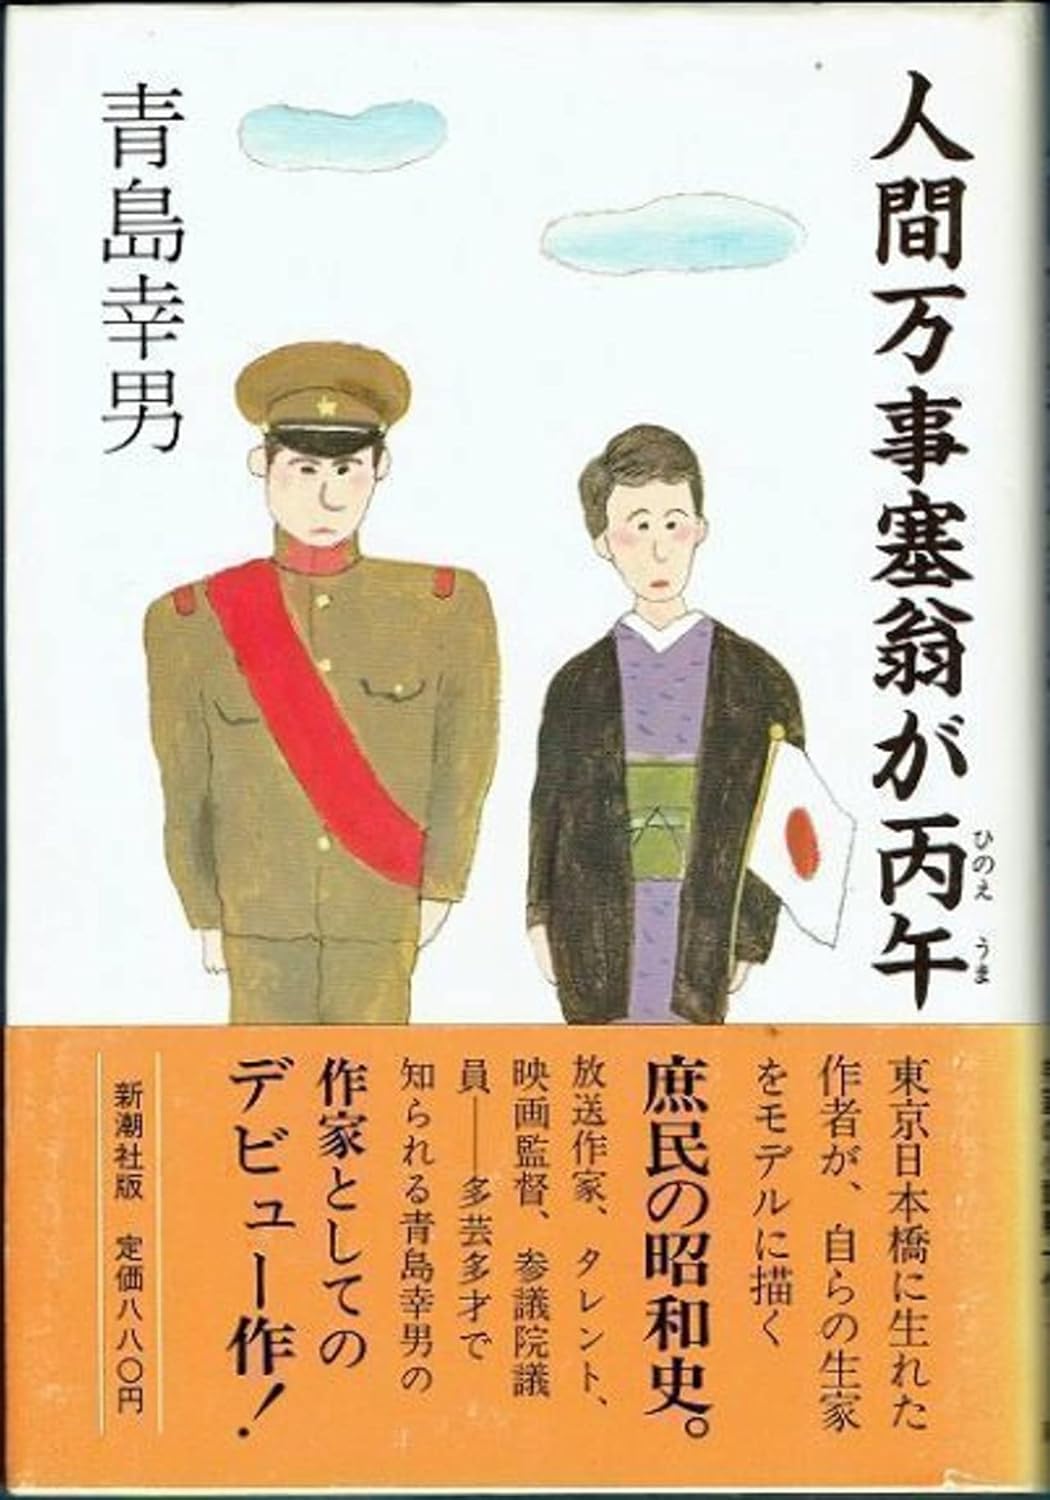 人間万事塞翁が丙午
ひのえ うま
青島幸男
東京日本橋に生れた
作者が、自らの生家
をモデルに描く
庶民の昭和史。
放送作家、タレント、
映画監督、参議院議
員――多芸多才で
知られる青島幸男の
作家としての
デビュー作!
新潮社版 定価八八〇円